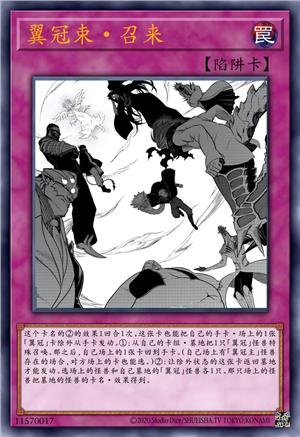 翼冠束·召来
罠
【陷阱卡】
这个卡名的②的效果1回合1次。这张卡也能把自己的手卡·场上的1张
「翼冠」卡除外从手卡发动。①：从自己的卡组·墓地把1只「翼冠」怪兽特
殊召唤。那之后，自己场上的1张卡回到手卡。（自己场上有「翼冠王」怪兽
存在的场合，对方场上的卡也能选。）②：让除外状态的这张卡返回墓地
才能发动。选场上的怪兽和自己墓地的「翼冠」怪兽各1只，那只场上的怪
兽把墓地的怪兽的卡名·效果得到。
11570017
©2020 Studio Dice/SHUEISHA,TV TOKYO,KONAMI